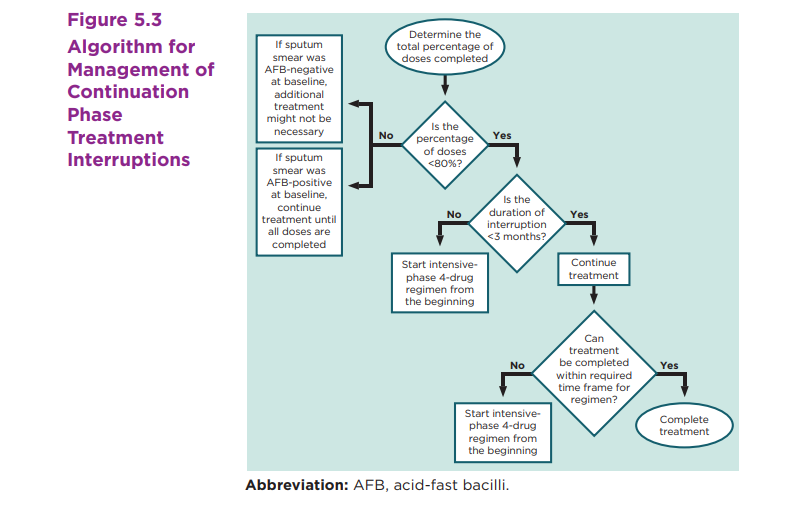 Figure 5.3
Algorithm for
Management of
Continuation
Phase
Treatment
Interruptions
Determine the
total percentage of
doses completed
If sputum
smear was
AFB-negative
at baseline,
additional
treatment
might not be
necessary
If sputum
smear was
AFB-positive
at baseline,
continue
treatment until
all doses are
completed
No
Is the
percentage
of doses
<80%?
Yes
No
Is the
duration of
interruption
<3 months?
Yes
Start intensive-
phase 4-drug
regimen from
the beginning
Continue
treatment
No
Can
treatment
be completed
within required
time frame for
regimen?
Yes
Start intensive-
phase 4-drug
regimen from
the beginning
Complete
treatment
Abbreviation: AFB, acid-fast bacilli.